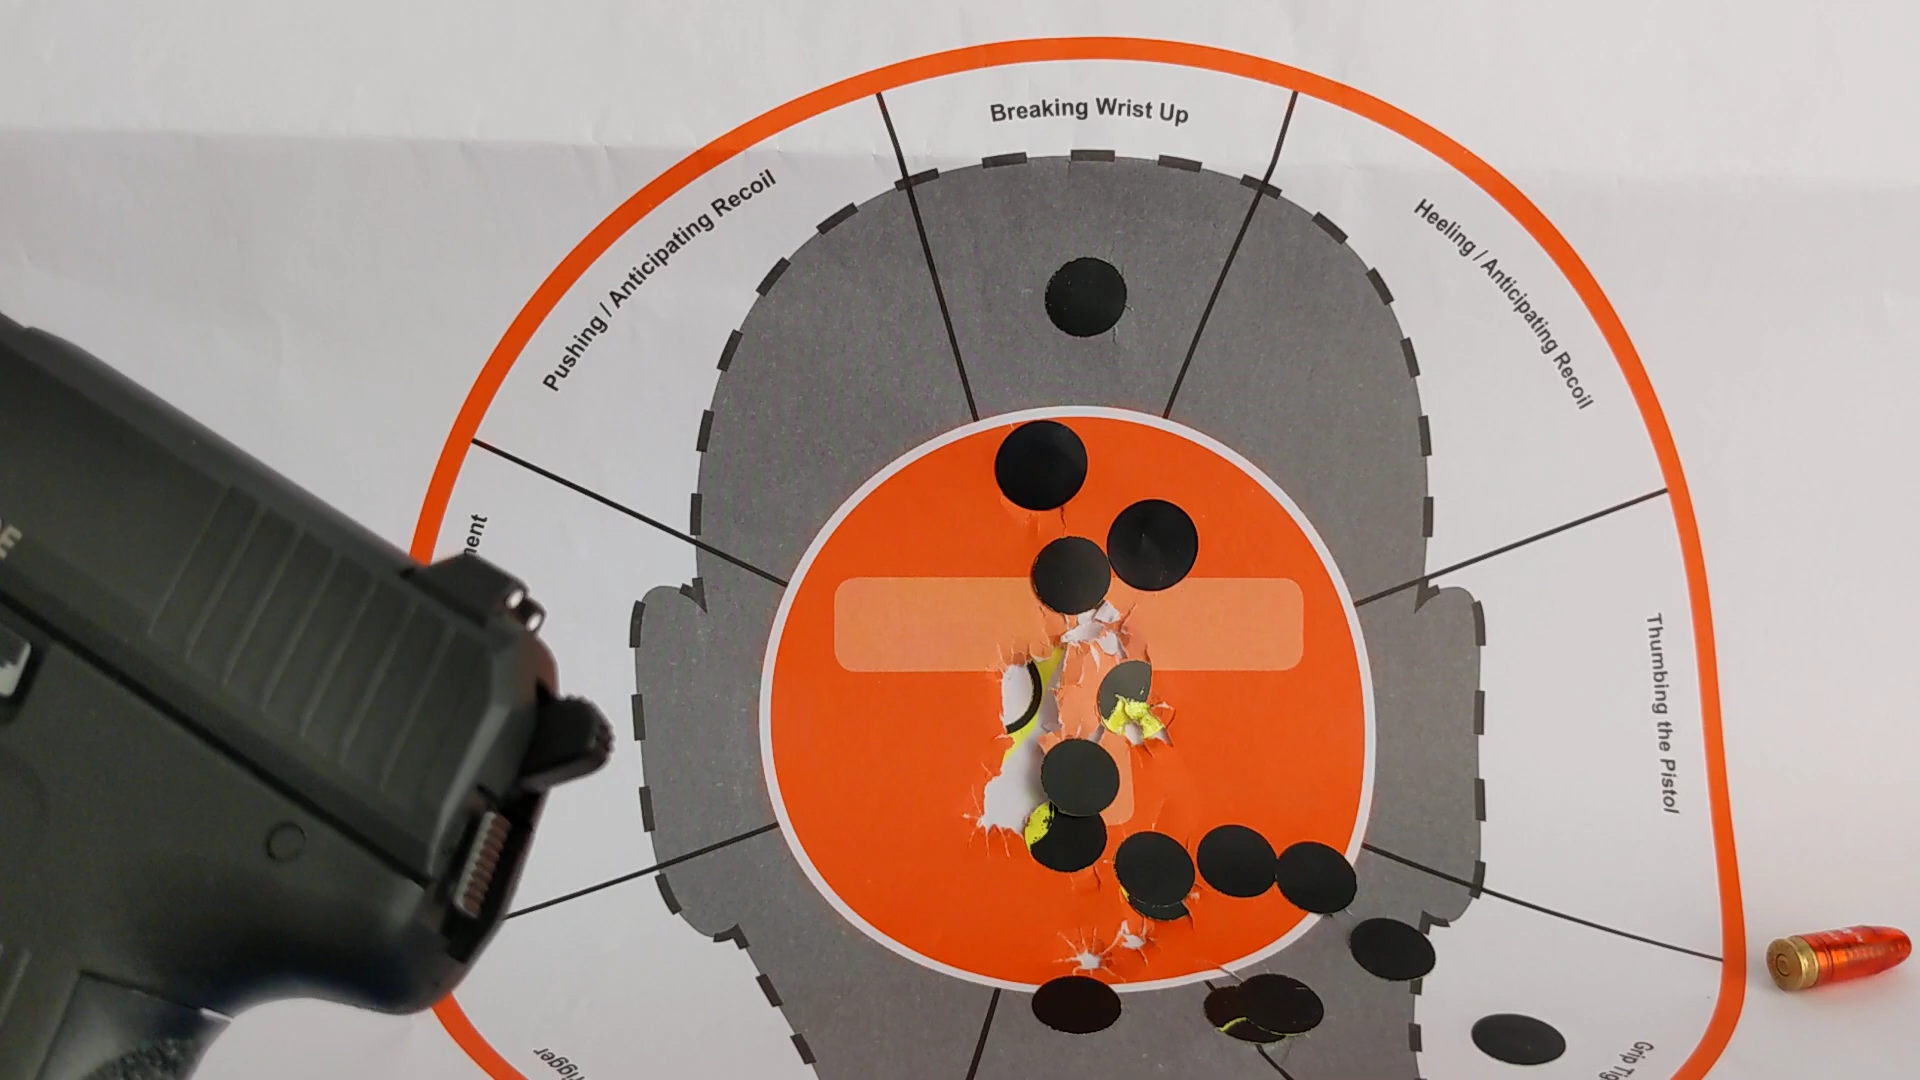 Breaking Wrist Up
Pushing / Anticipating Recoil
Heeling / Anticipating Recoil
Thumbing the Pistol